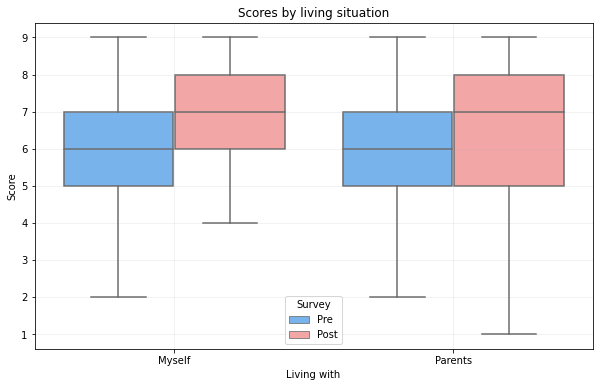 Scores by living situation
Score
9
8
7
6
5
4
3
2
1
Survey
Pre
Post
Myself
Parents
Living with